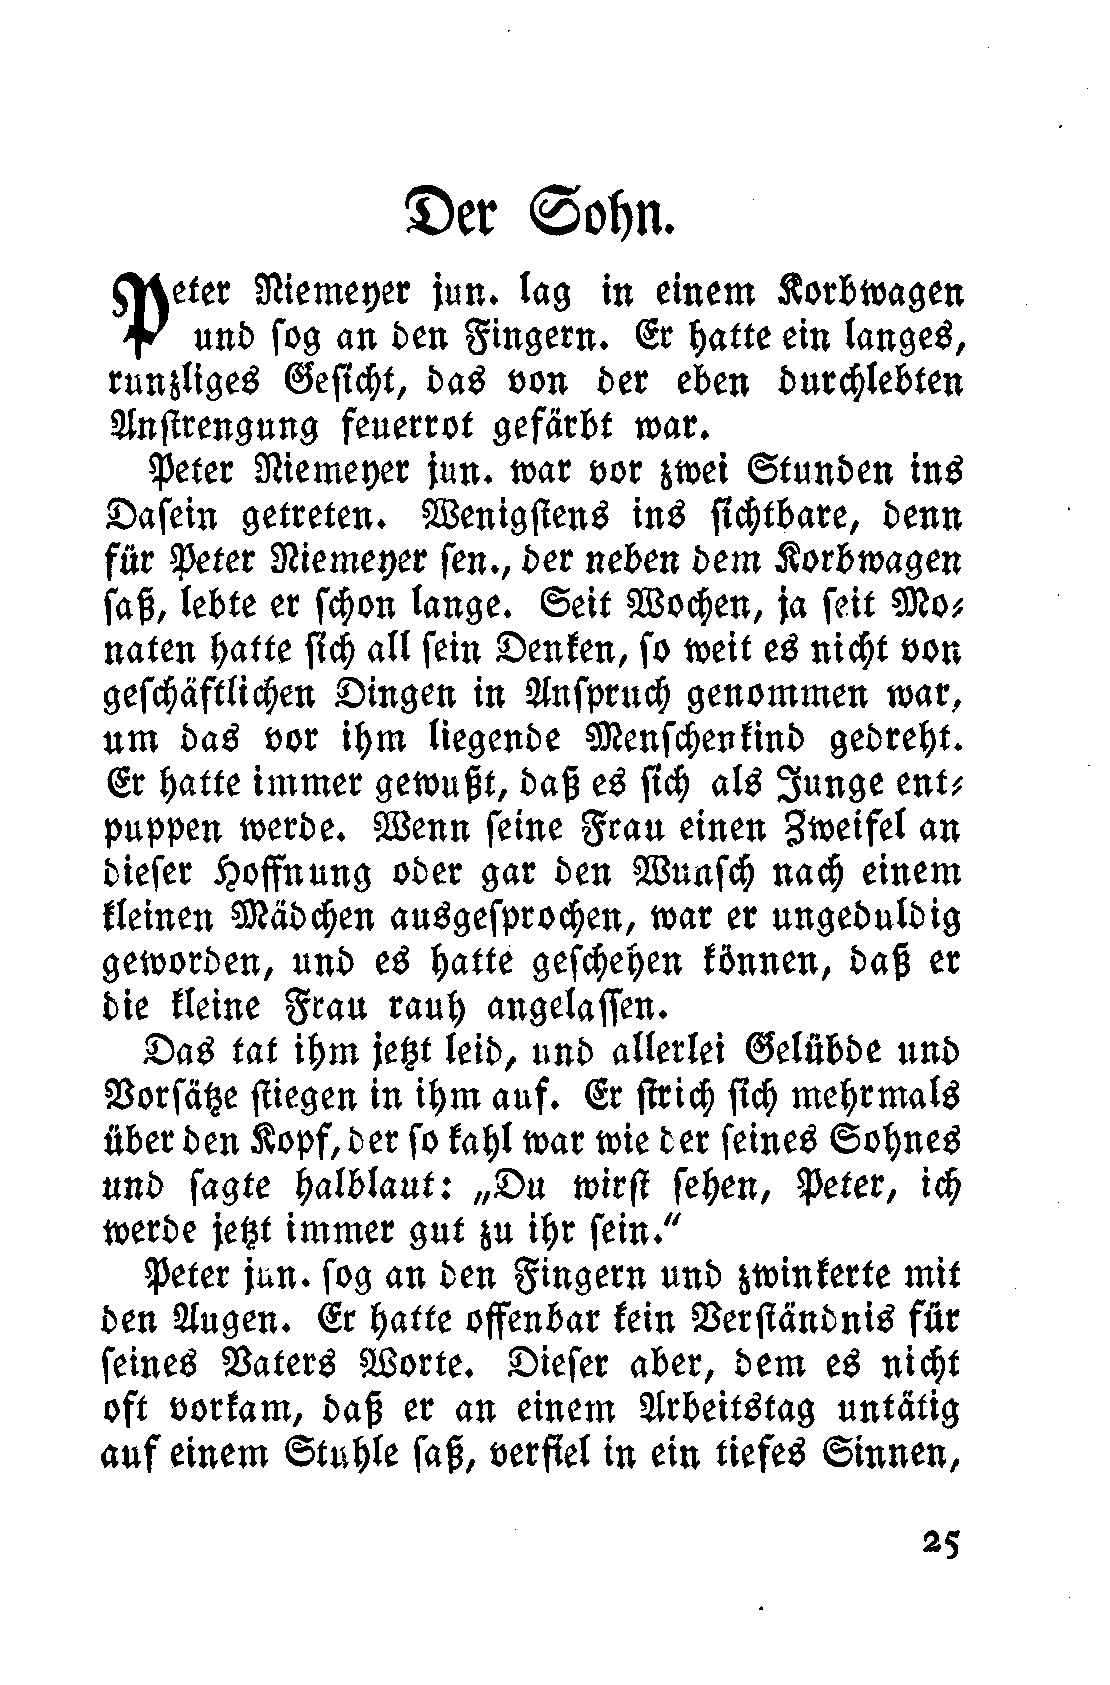 Der Sohn.
Peter Niemeyer jun. lag in einem Korbwagen
und sog an den Fingern. Er hatte ein langes,
runzliges Gesicht, das von der eben durchlebten
Anstrengung feuerrot gefärbt war.
Peter Niemeyer jun. war vor zwei Stunden ins
Dasein getreten. Wenigstens ins sichtbare, denn
für Peter Niemeyer sen., der neben dem Korbwagen
saß, lebte er schon lange. Seit Wochen, ja seit Mo⸗
naten hatte sich all sein Denken, so weit es nicht von
geschäftlichen Dingen in Anspruch genommen war,
um das vor ihm liegende Menschenkind gedreht.
Er hatte immer gewußt, daß es sich als Junge ent⸗
puppen werde. Wenn seine Frau einen Zweifel an
dieser Hoffnung oder gar den Wunsch nach einem
kleinen Mädchen ausgesprochen, war er ungeduldig
geworden, und es hatte geschehen können, daß er
die kleine Frau rauh angelassen.
Das tat ihm jetzt leid, und allerlei Gelübde und
Vorsätze stiegen in ihm auf. Er strich sich mehrmals
über den Kopf, der so kahl war wie der seines Sohnes
und sagte halblaut: „Du wirst sehen, Peter, ich
werde jetzt immer gut zu ihr sein.“
Peter jun. sog an den Fingern und zwinkerte mit
den Augen. Er hatte offenbar kein Verständnis für
seines Vaters Worte. Dieser aber, dem es nicht
oft vorkam, daß er an einem Arbeitstag untätig
auf einem Stuhle saß, verfiel in ein tiefes Sinnen,
25